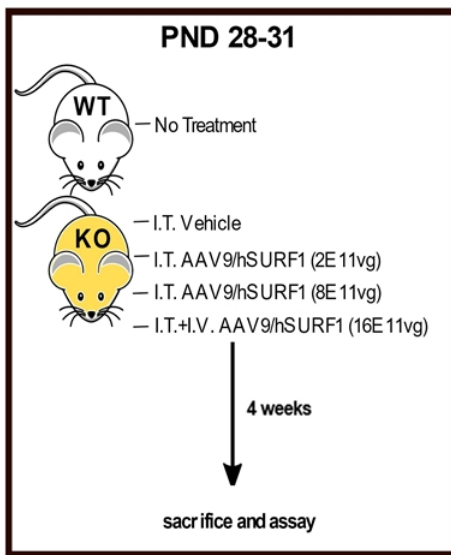 PND 28-31
WT
No Treatment
I.T. Vehicle
KO
I.T. AAV9/hSURF1 (2E11vg)
I.T. AAV9/hSURF1 (8E11vg)
I.T.+I.V. AAV9/hSURF1 (16E11vg)
4 weeks
sacrifice and assay